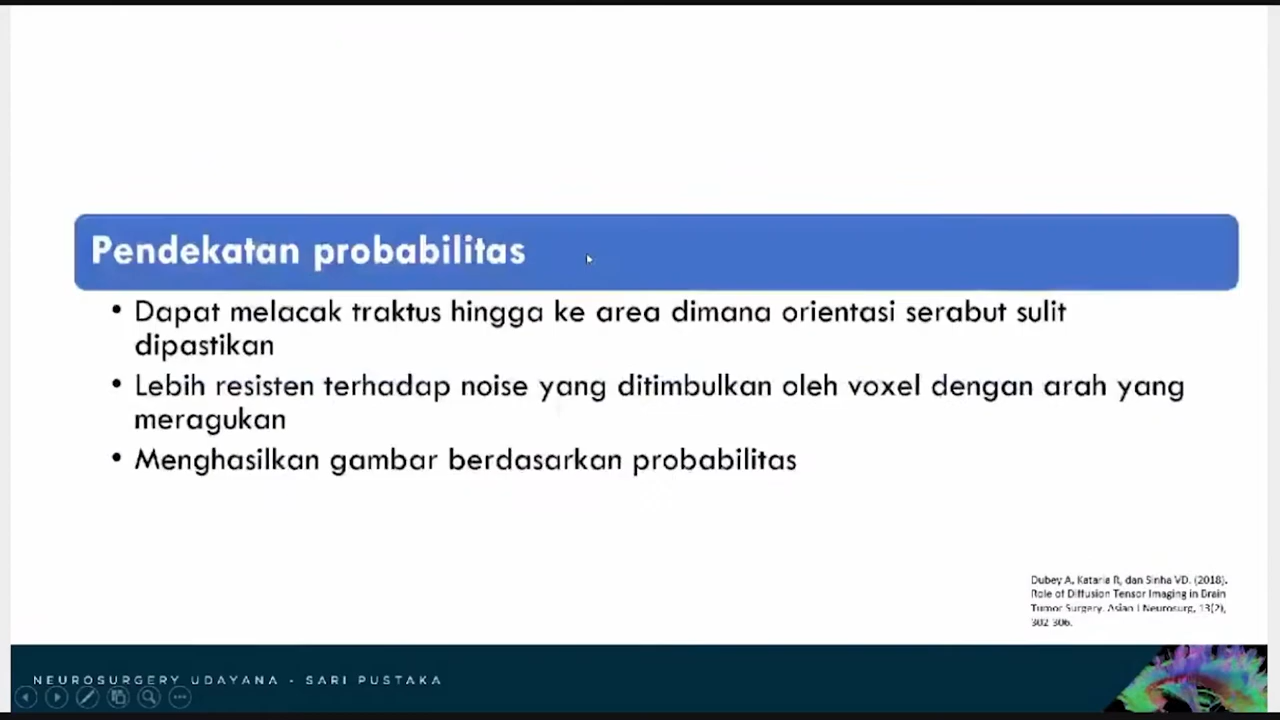 Pendekatan probabilitas
• Dapat melacak traktus hingga ke area dimana orientasi serabut sulit
dipastikan
• Lebih resisten terhadap noise yang ditimbulkan oleh voxel dengan arah yang
meragukan
• Menghasilkan gambar berdasarkan probabilitas
Dubey A, Kataria R, dan Sinha VD. (2018).
Role of Diffusion Tensor Imaging in Brain
Tumor Surgery. Asian J Neurosurg, 13(2),
302-306.
NEUROSURGERY UDAYANA - SARI PUSTAKA